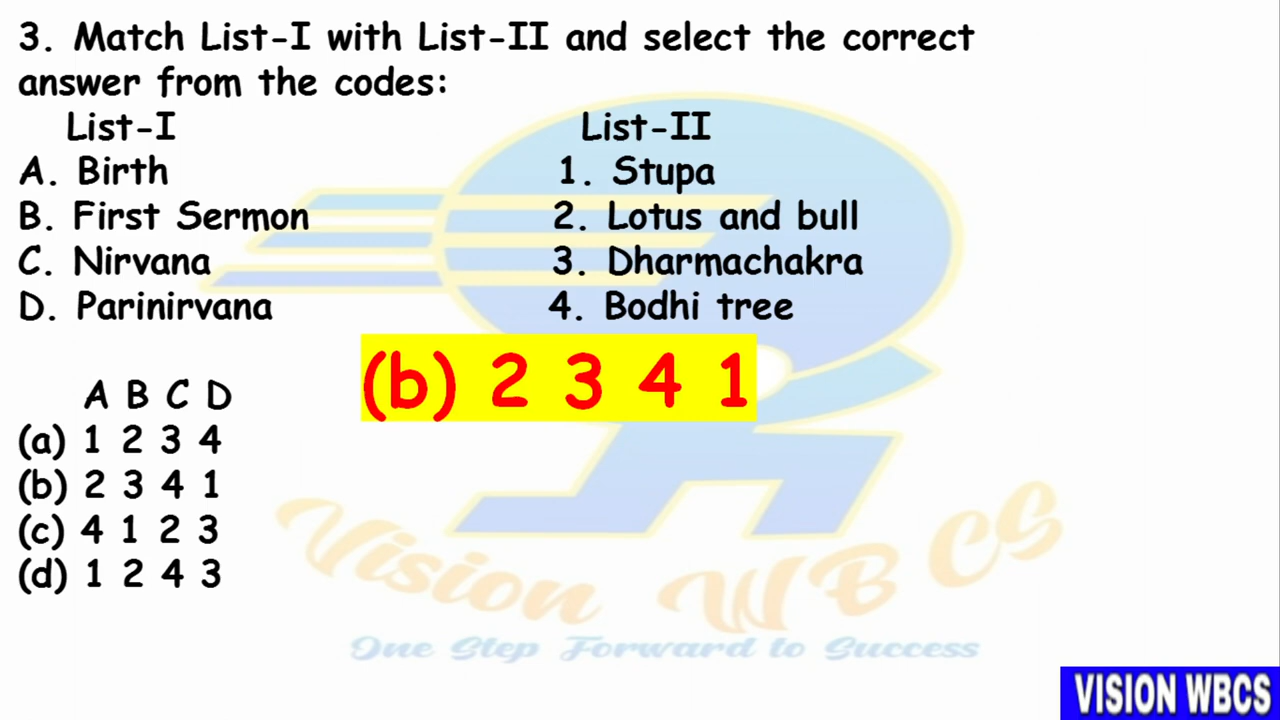 3. Match List-I with List-II and select the correct
answer from the codes:
List-I List-II
A. Birth 1. Stupa
B. First Sermon 2. Lotus and bull
C. Nirvana 3. Dharmachakra
D. Parinirvana 4. Bodhi tree
(b) 2 3 4 1
A B C D
(a) 1 2 3 4
(b) 2 3 4 1
(c) 4 1 2 3
(d) 1 2 4 3
Vision WBCS
One Step Forward to Success
VISION WBCS